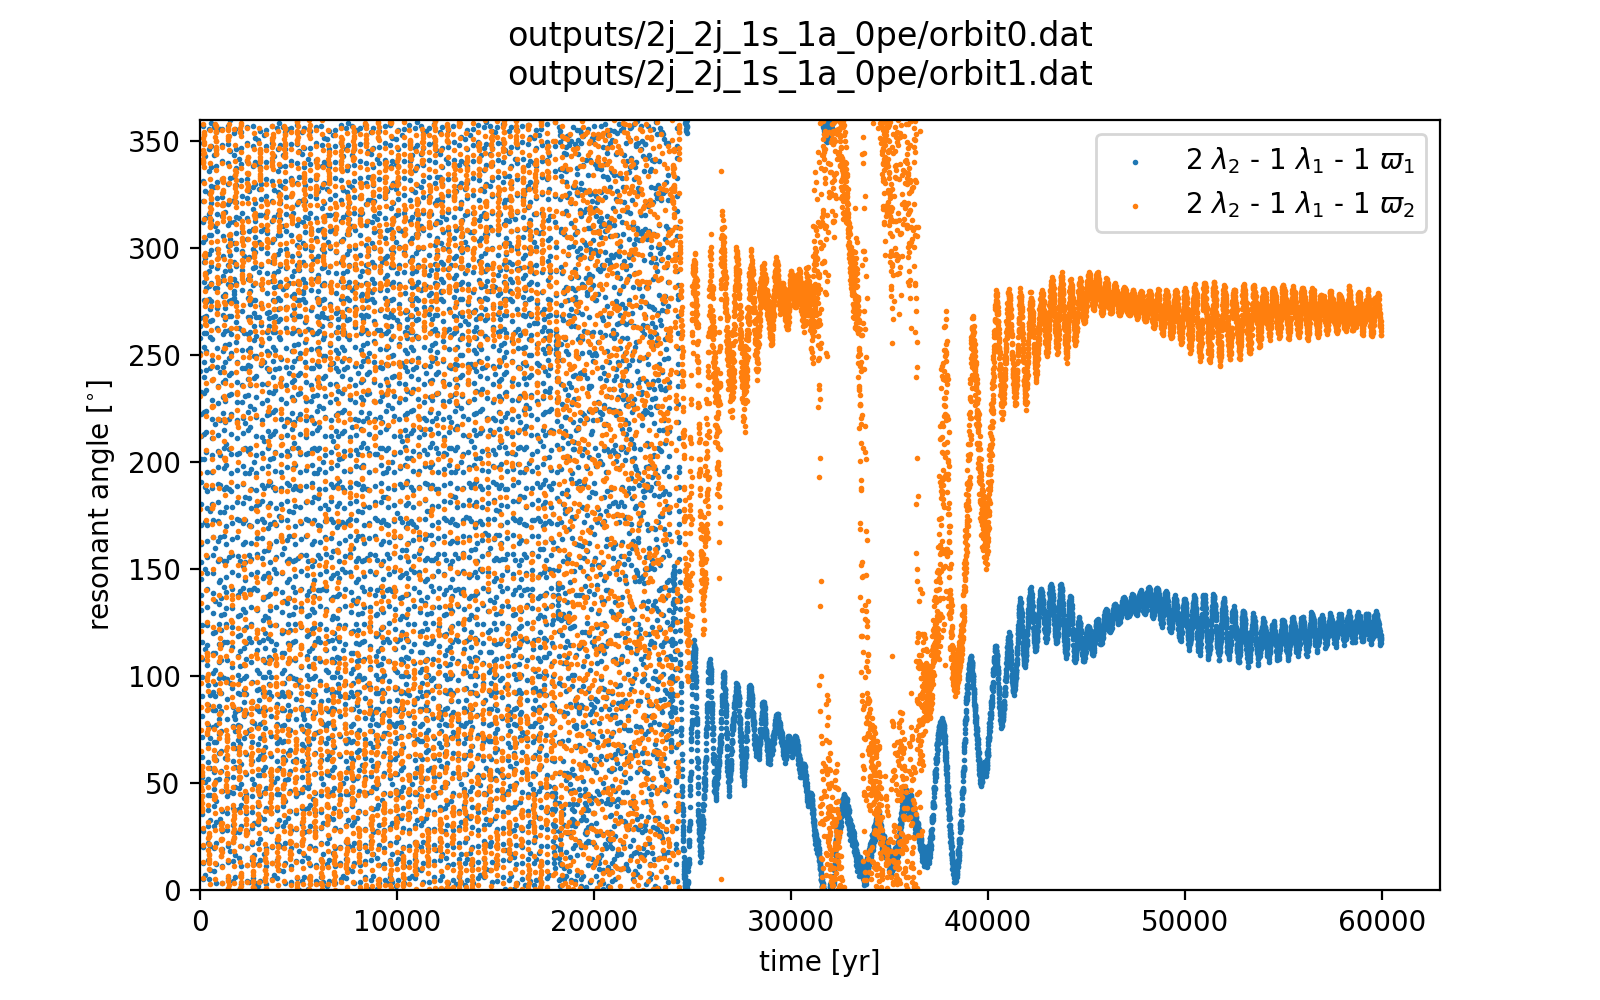 outputs/2j_2j_1s_1a_0pe/orbit0.dat
outputs/2j_2j_1s_1a_0pe/orbit1.dat
350
300
250
200
150
100
50
0
resonant angle [°]
2 λ₂ - 1 λ₁ - 1 ϖ₁
2 λ₂ - 1 λ₁ - 1 ϖ₂
0 10000 20000 30000 40000 50000 60000
time [yr]